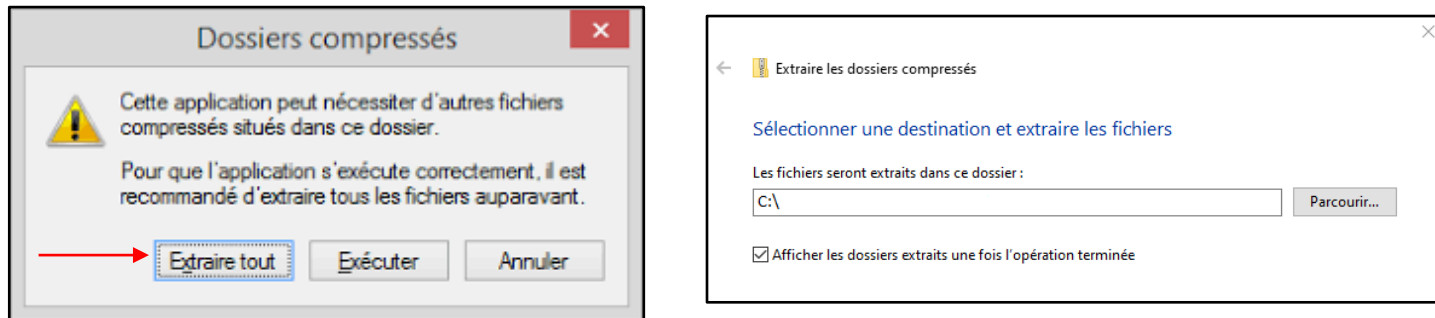 Dossiers compressés
Cette application peut nécessiter d'autres fichiers
compressés situés dans ce dossier.
Pour que l'application s'exécute correctement, il est
recommandé d'extraire tous les fichiers auparavant.
Extraire tout
Exécuter
Annuler
Extraire les dossiers compressés
Sélectionner une destination et extraire les fichiers
Les fichiers seront extraits dans ce dossier :
C:\
Parcourir...
Afficher les dossiers extraits une fois l'opération terminée